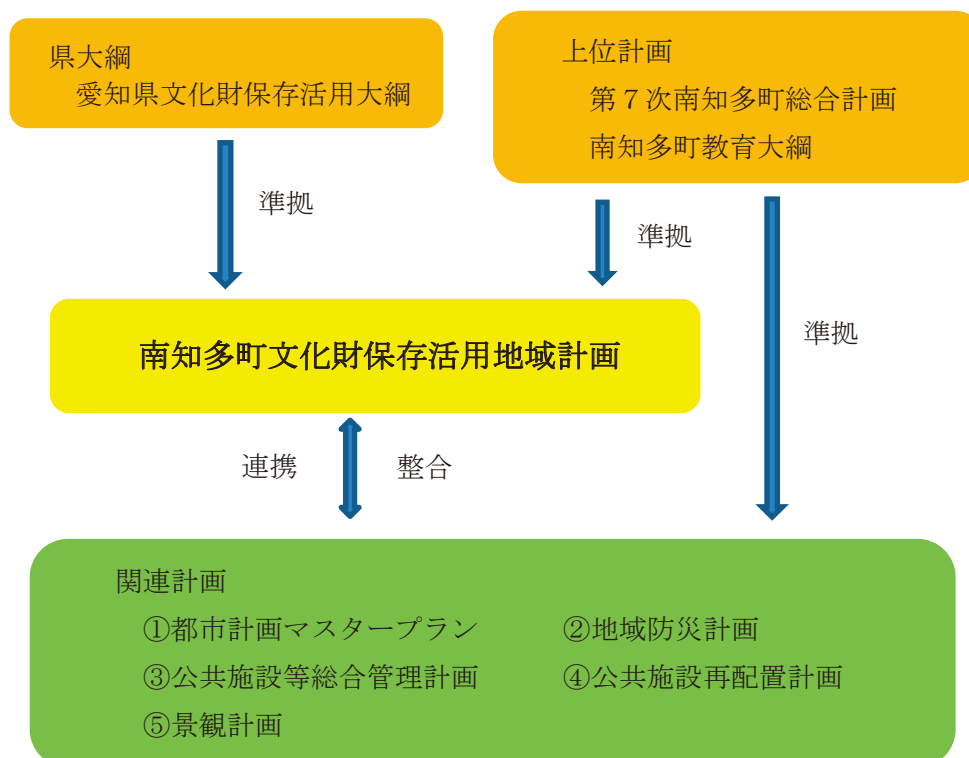 県大綱
愛知県文化財保存活用大綱
上位計画
第７次南知多町総合計画
南知多町教育大綱
準拠
準拠
準拠
南知多町文化財保存活用地域計画
連携
整合
関連計画
①都市計画マスタープラン
②地域防災計画
③公共施設等総合管理計画
④公共施設再配置計画
⑤景観計画